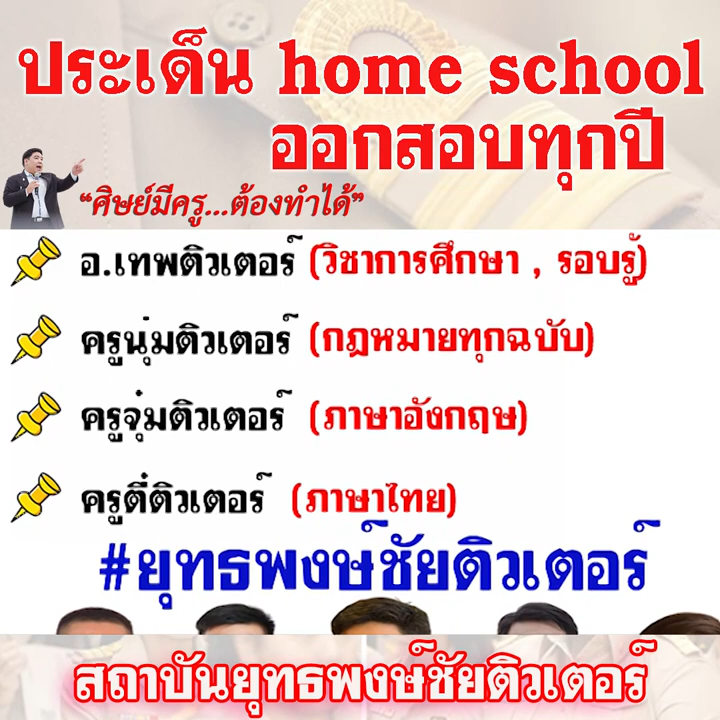 ประเด็น home school
ออกสอบทุกปี
“ศิษย์มีครู...ต้องทำได้”
อ.เทพติวเตอร์ (วิชาการศึกษา , รอบรู้)
ครูนุ่มติวเตอร์ (กฎหมายทุกฉบับ)
ครูจุ๋มติวเตอร์ (ภาษาอังกฤษ)
ครูตี๋ติวเตอร์ (ภาษาไทย)
#ยุทธพงษ์ชัยติวเตอร์
สถาบันยุทธพงษ์ชัยติวเตอร์